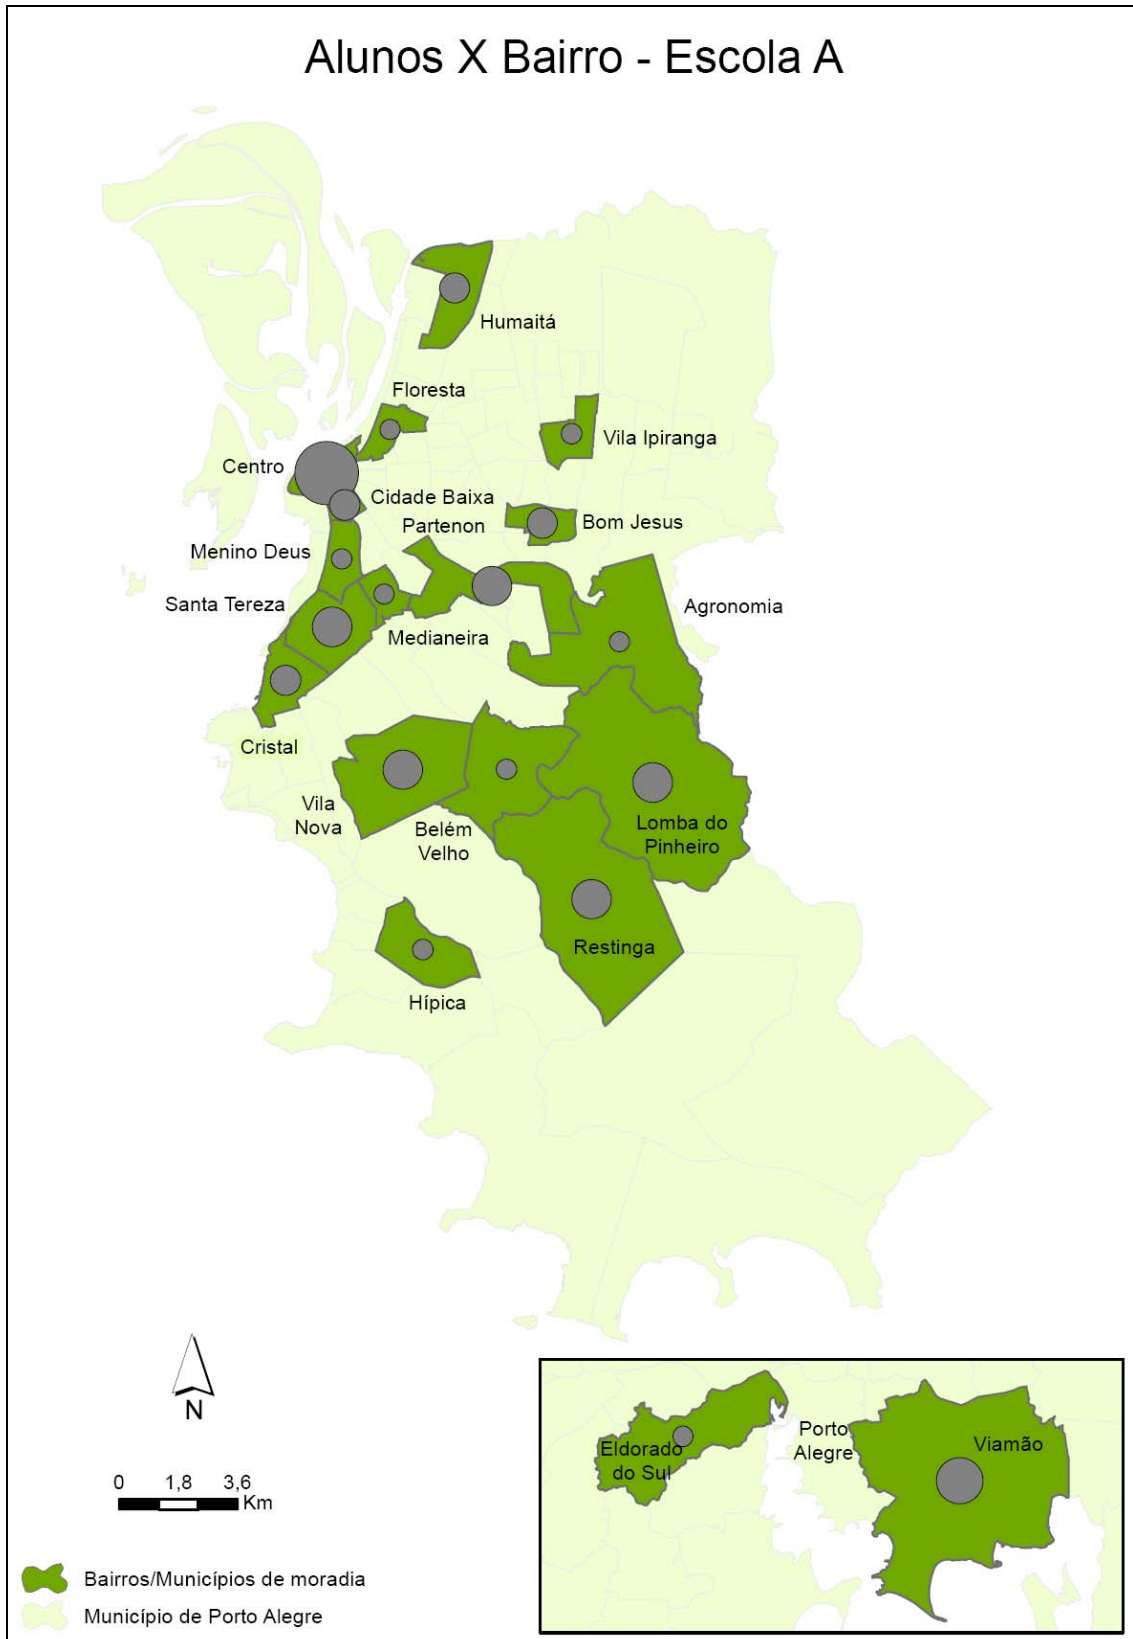 Alunos X Bairro - Escola A
Humaitá
Floresta
Vila Ipiranga
Centro
Cidade Baixa
Partenon
Bom Jesus
Menino Deus
Santa Tereza
Agronomia
Medianeira
Cristal
Vila
Nova
Belém
Velho
Lomba do
Pinheiro
Restinga
Hípica
N
0 1,8 3,6
Km
Eldorado
do Sul
Porto
Alegre
Viamão
Bairros/Municípios de moradia
Município de Porto Alegre